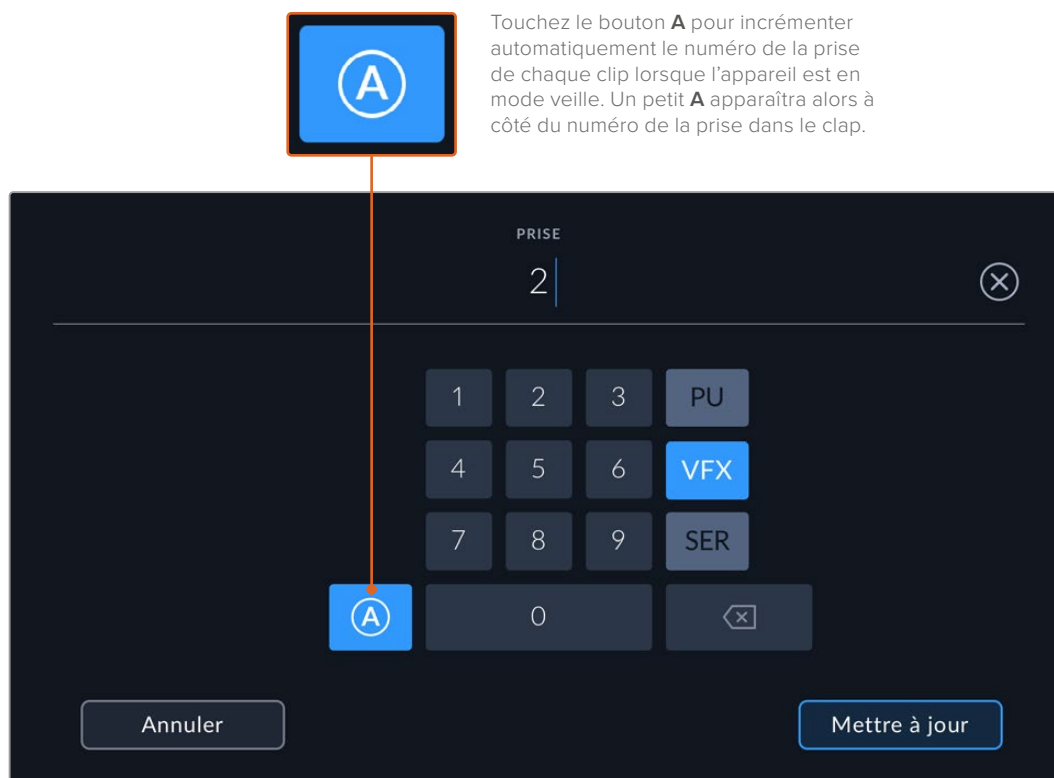 A
Touchez le bouton A pour incrémenter
automatiquement le numéro de la prise
de chaque clip lorsque l’appareil est en
mode veille. Un petit A apparaîtra alors à
côté du numéro de la prise dans le clap.
PRISE
2
1 2 3 PU
4 5 6 VFX
7 8 9 SER
A 0
Annuler Mettre à jour